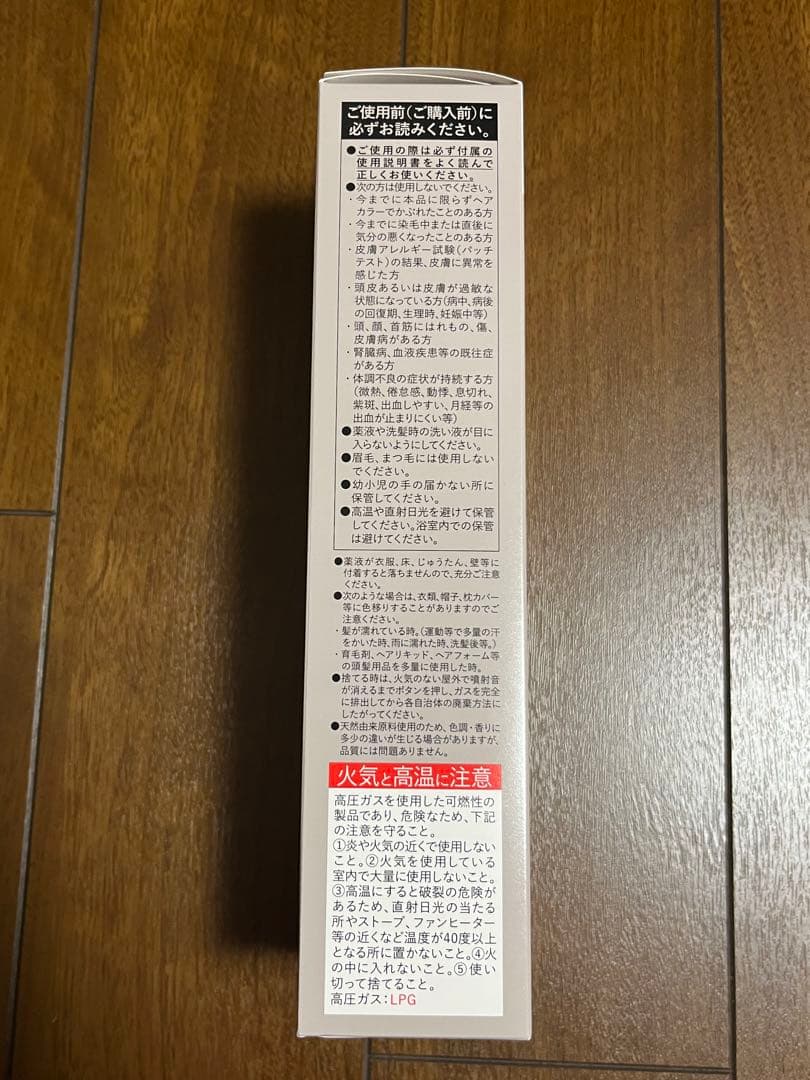 ご使用前(ご購入前)に
必ずお読みください。
●ご使用の際は必ず付属の
使用説明書をよく読んで
正しくお使いください。
●次の方は使用しないでください。
・今までに本品に限らずヘア
カラーでかぶれたことのある方
・今までに染毛中または直後に
気分の悪くなったことのある方
・皮膚アレルギー試験(パッチ
テスト)の結果、皮膚に異常を
感じた方
・頭皮あるいは皮膚が過敏な
状態になっている方(病中、病後
の回復期、生理時、妊娠中等)
・頭、顔、首筋にはれもの、傷、
皮膚病がある方
・腎臓病、血液疾患等の既往症
がある方
・体調不良の症状が持続する方
(微熱、倦怠感、動悸、息切れ、
紫斑、出血しやすい、月経等の
出血が止まりにくい等)
●薬液や洗髪時の洗い液が目に
入らないようにしてください。
●眉毛、まつ毛には使用しない
でください。
●幼小児の手の届かない所に
保管してください。
●高温や直射日光を避けて保管
してください。浴室内での保管
は避けてください。
●薬液が衣服、床、じゅうたん、壁等に
付着すると落ちませんので、充分ご注意
ください。
●次のような場合は、衣類、帽子、枕カバー
等に色移りすることがありますのでご
注意ください。
・髪が濡れている時。(運動等で多量の汗
をかいた時、雨に濡れた時、洗髪後等。)
・育毛剤、ヘアリキッド、ヘアフォーム等
の頭髪用品を多量に使用した時。
●捨てる時は、火気のない屋外で噴射音
が消えるまでボタンを押し、ガスを完全
に排出してから各自治体の廃棄方法に
したがってください。
●天然由来原料使用のため、色調・香りに
多少の違いが生じる場合がありますが、
品質には問題ありません。
火気と高温に注意
高圧ガスを使用した可燃性の
製品であり、危険なため、下記
の注意を守ること。
①炎や火気の近くで使用しない
こと。②火気を使用している
室内で大量に使用しないこと。
③高温にすると破裂の危険が
あるため、直射日光の当たる
所やストーブ、ファンヒーター
等の近くなど温度が40度以上
となる所に置かないこと。④火
の中に入れないこと。⑤使い
切って捨てること。
高圧ガス:LPG